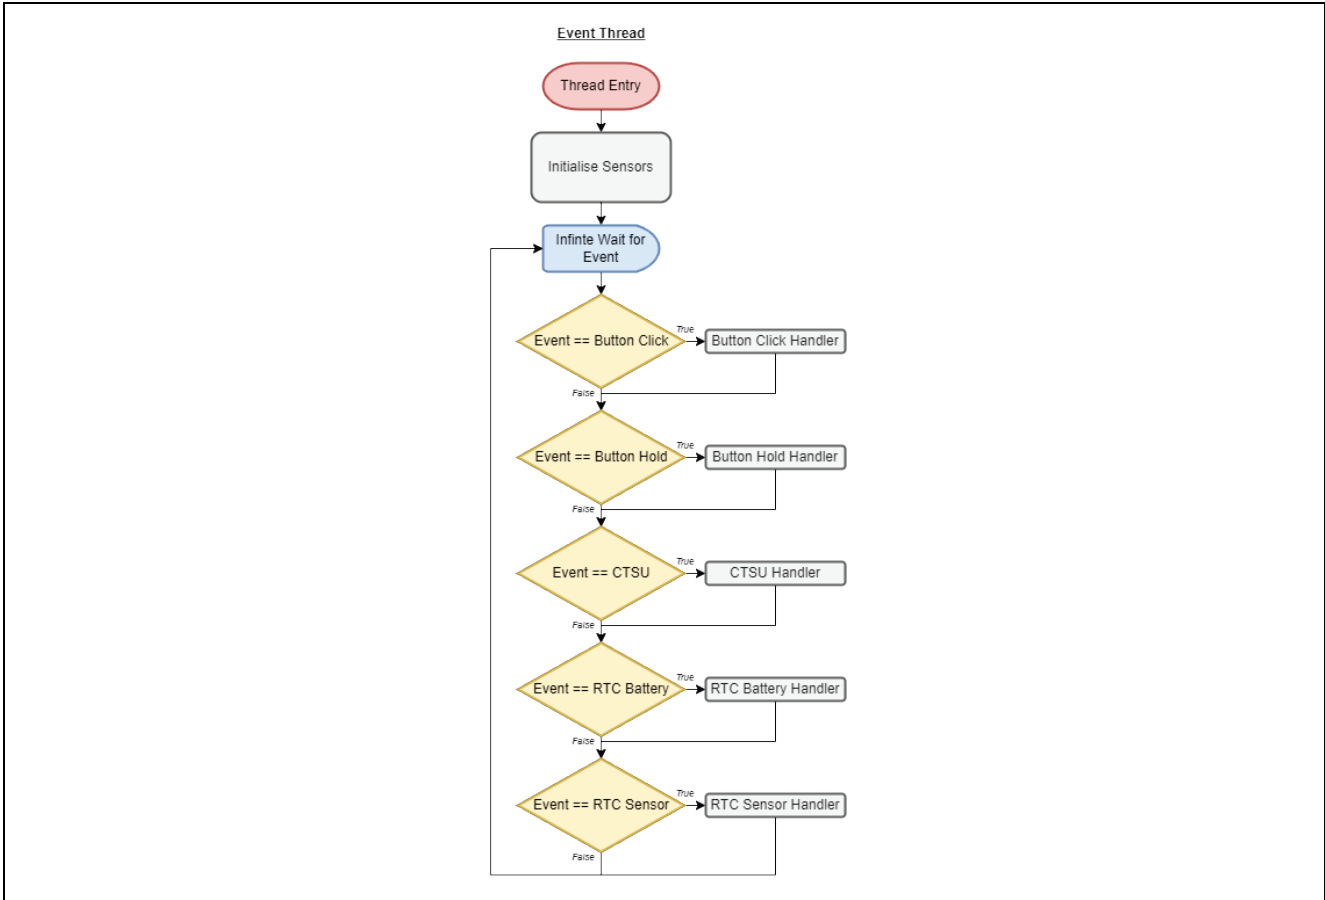 Event Thread
Thread Entry
Initialise Sensors
Infinte Wait for
Event
Event == Button Click
True
Button Click Handler
False
Event == Button Hold
True
Button Hold Handler
False
Event == CTSU
True
CTSU Handler
False
Event == RTC Battery
True
RTC Battery Handler
False
Event == RTC Sensor
True
RTC Sensor Handler
False